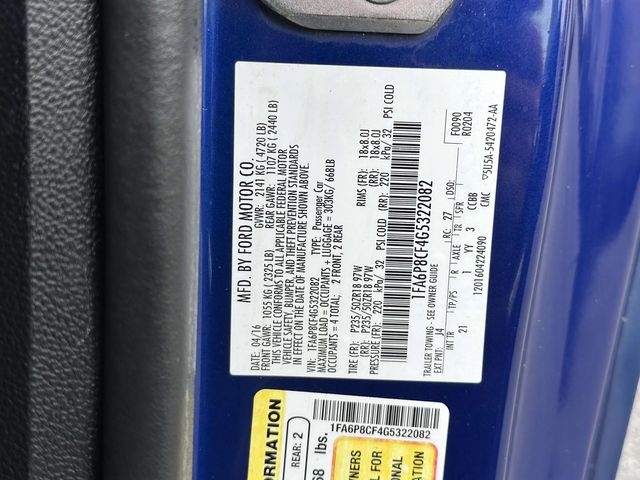 MFD. BY FORD MOTOR CO.
DATE: 04/16 GVWR: 2141 KG ( 4720 LB)
FRONT GAWR: 1055 KG ( 2325 LB) REAR GAWR: 1107 KG ( 2440 LB)
THIS VEHICLE CONFORMS TO ALL APPLICABLE FEDERAL MOTOR
VEHICLE SAFETY, BUMPER, AND THEFT PREVENTION STANDARDS
IN EFFECT ON THE DATE OF MANUFACTURE SHOWN ABOVE.
VIN: 1FA6P8CF4G5322082 TYPE: Passenger Car
MAXIMUM LOAD = OCCUPANTS + LUGGAGE = 303KG/ 668LB
OCCUPANTS = 4 TOTAL: 2 FRONT, 2 REAR
TIRE (FR): P235/50ZR18 97W RIMS (FR): 18x8.0J
(RR): P235/50ZR18 97W (RR): 18x8.0J
PRESSURE (FR): 220 kPa/ 32 PSI COLD (RR): 220 kPa/ 32 PSI COLD
1FA6P8CF4G5322082
TRAILER TOWING - SEE OWNER GUIDE
F0090
R0204
EXT PNT: J4 RC: 27 DSO:
INT TR TP/PS R AXLE TR SPR
21 1 YY 3 CCBB
1201604224090 CMC ▽5U5A-5420472-AA
ORMATION
REAR: 2
68 lbs.
1FA6P8CF4G5322082
WNERS
L FOR
ONAL